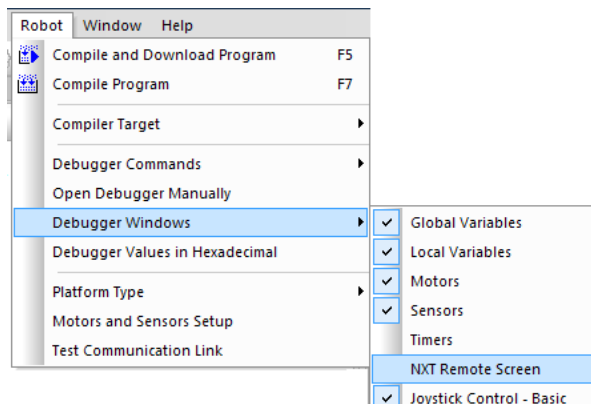 Robot Window Help
Compile and Download Program F5
Compile Program F7
Compiler Target
Debugger Commands
Open Debugger Manually
Debugger Windows
Debugger Values in Hexadecimal
Platform Type
Motors and Sensors Setup
Test Communication Link
Global Variables
Local Variables
Motors
Sensors
Timers
NXT Remote Screen
Joystick Control - Basic